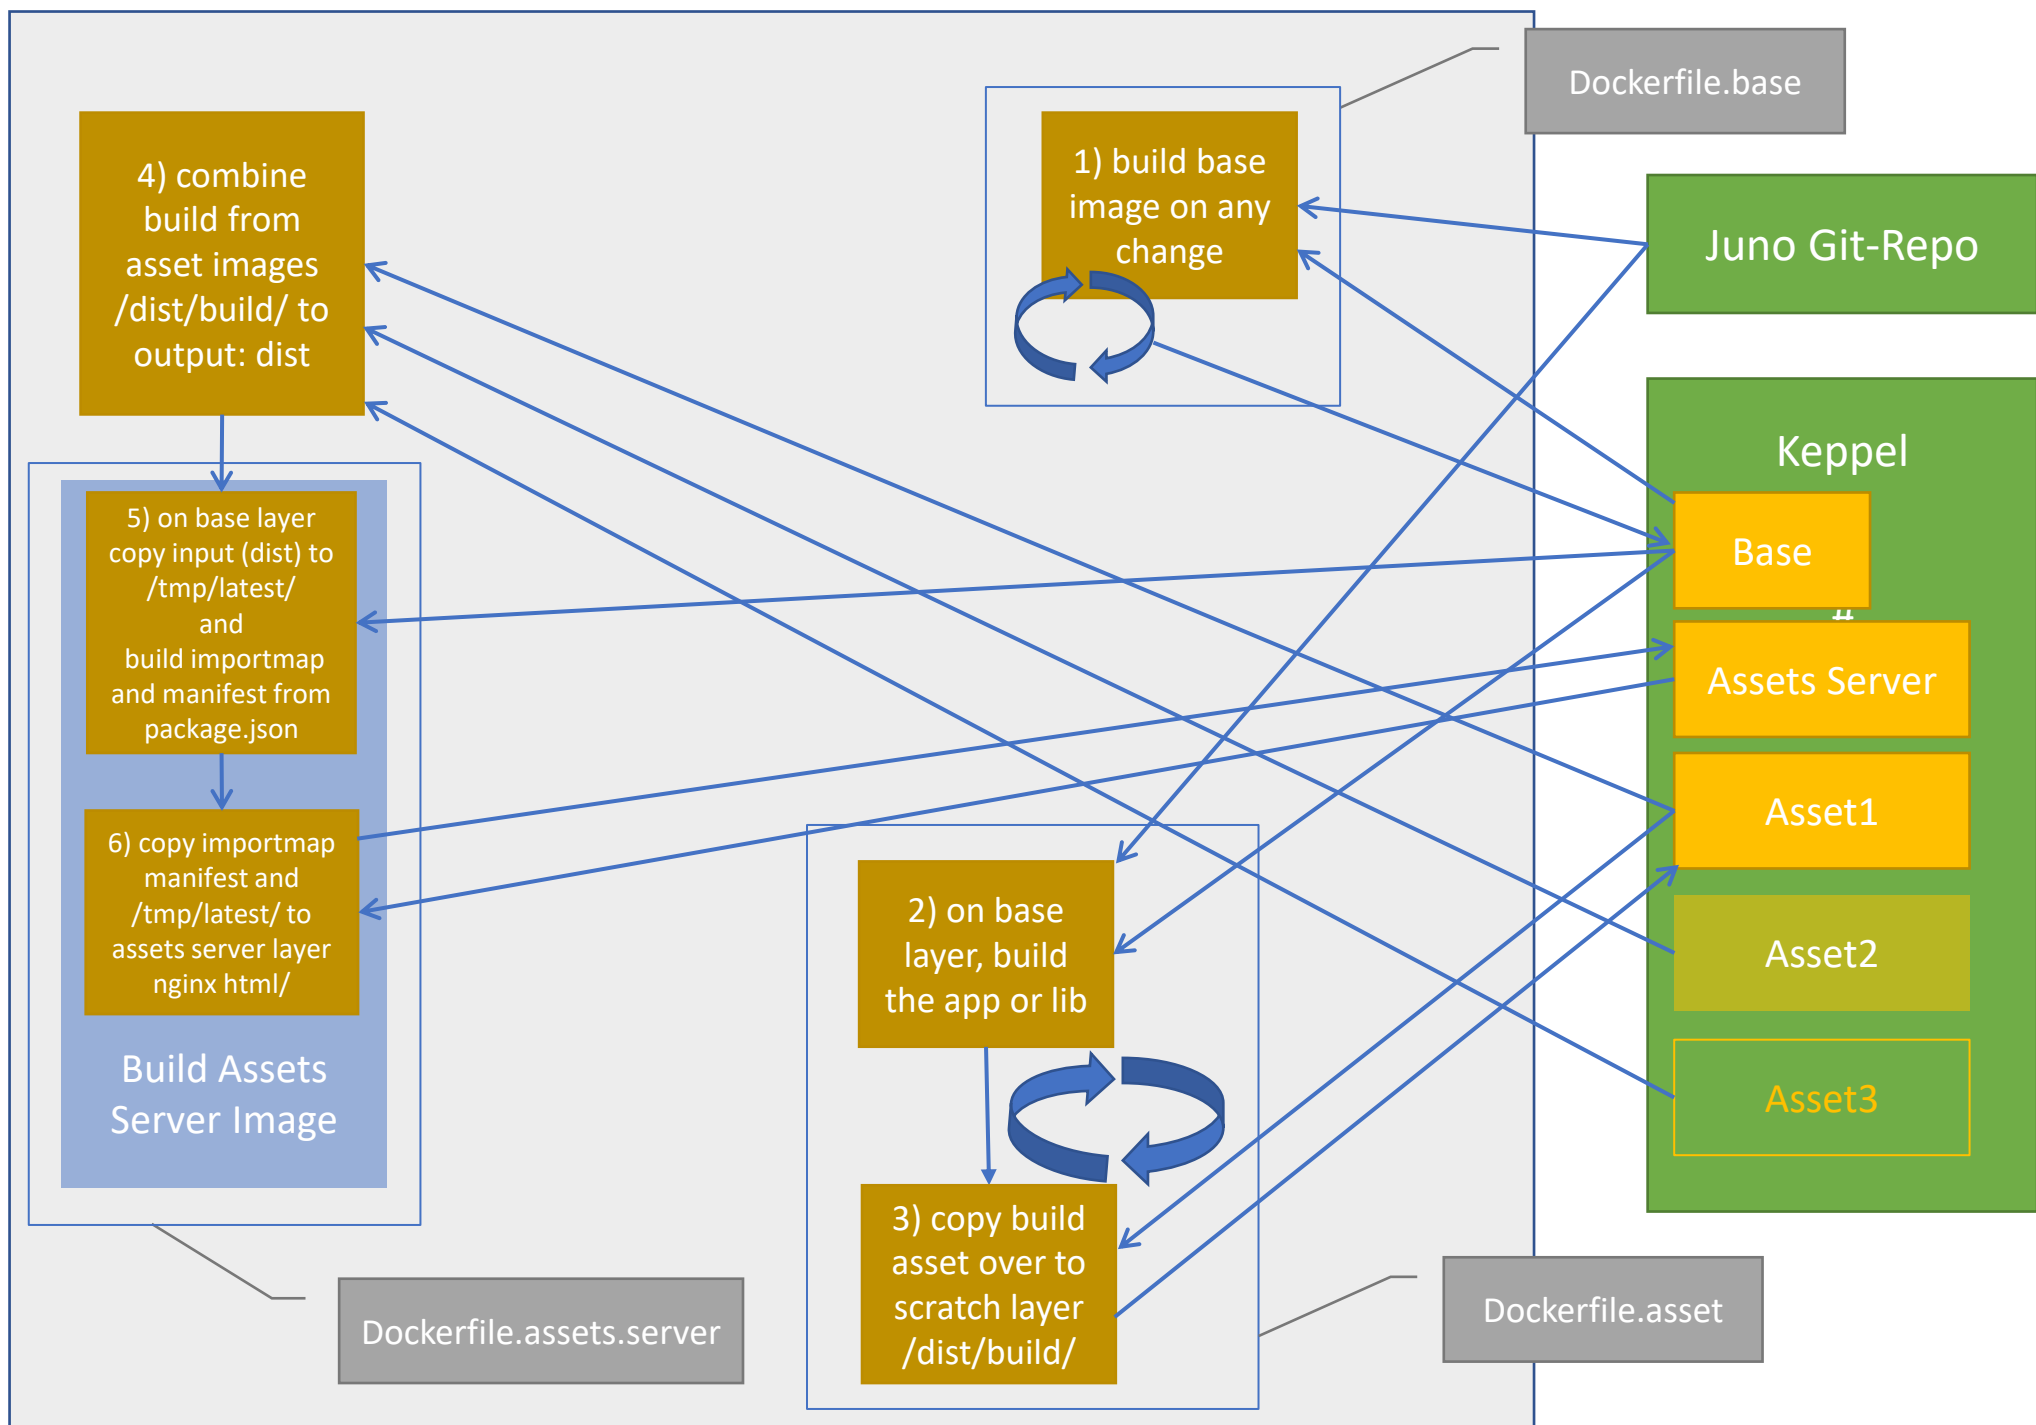 Dockerfile.base
4) combine
build from
asset images
/dist/build/ to
output: dist
1) build base
image on any
change
Juno Git-Repo
Keppel
Base
#
Assets Server
Asset1
Asset2
Asset3
5) on base layer
copy input (dist) to
/tmp/latest/
and
build importmap
and manifest from
package.json
6) copy importmap
manifest and
/tmp/latest/ to
assets server layer
nginx html/
Build Assets
Server Image
2) on base
layer, build
the app or lib
3) copy build
asset over to
scratch layer
/dist/build/
Dockerfile.assets.server
Dockerfile.asset